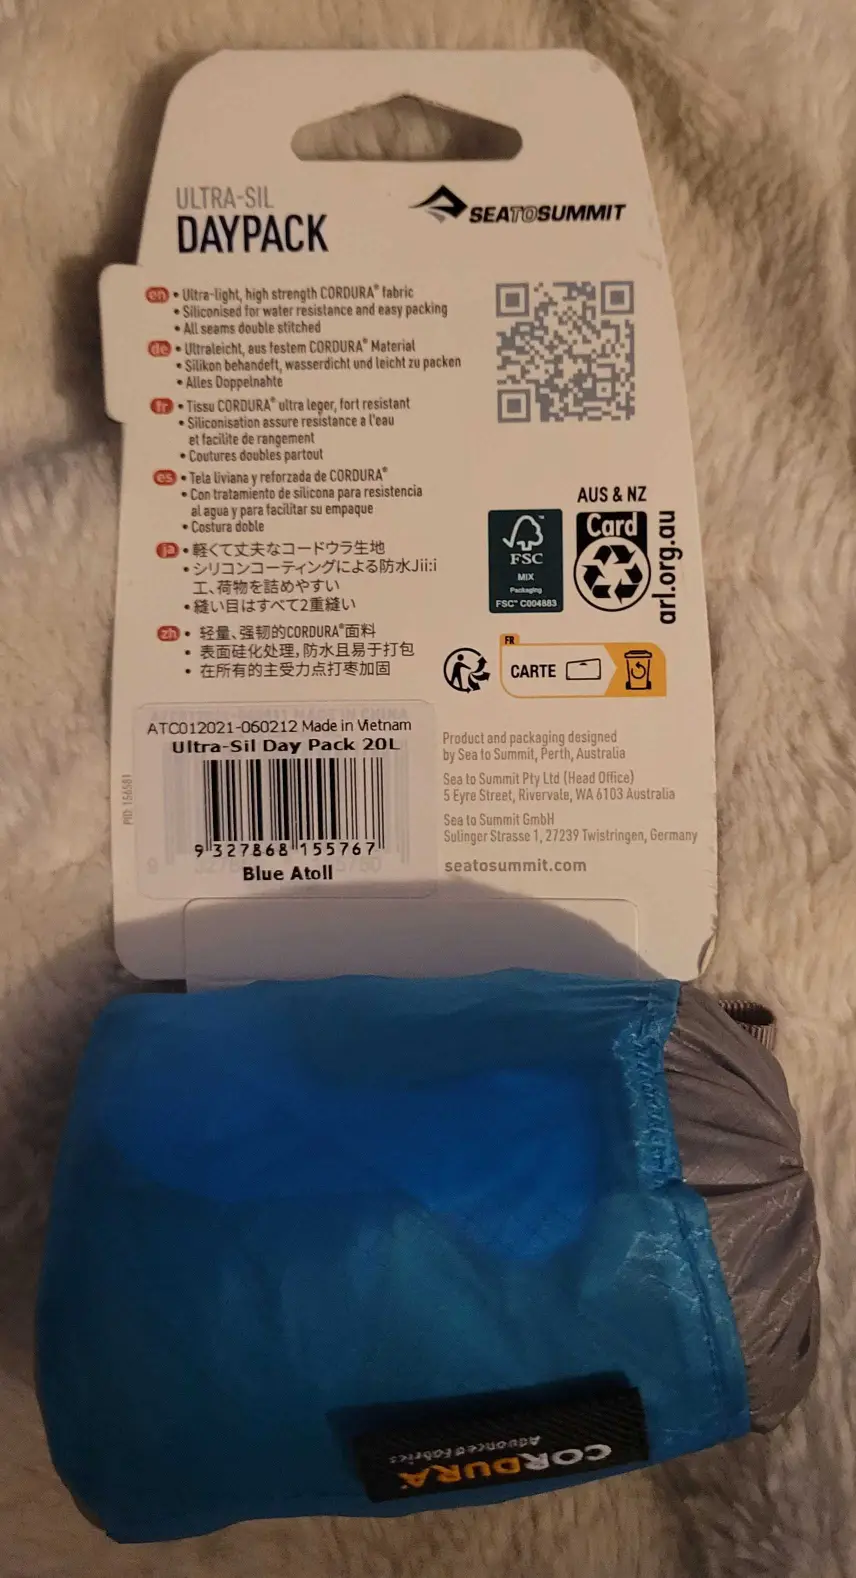 ULTRA-SIL
DAYPACK
SEATOSUMMIT
en • Ultra-light, high strength CORDURA® fabric
• Siliconised for water resistance and easy packing
• All seams double stitched
de • Ultraleicht, aus festem CORDURA® Material
• Silikon behandeft, wasserdicht und leicht zu packen
• Alles Doppelnahte
fr • Tissu CORDURA® ultra leger, fort resistant
• Siliconisation assure resistance a l'eau
et facilite de rangement
• Coutures doubles partout
es • Tela liviana y reforzada de CORDURA®
• Con tratamiento de silicona para resistencia
al agua y para facilitar su empaque
• Costura doble
ja • 軽くて丈夫なコードウラ生地
• シリコンコーティングによる防水Jii:i
工、荷物を詰めやすい
• 縫い目はすべて2重縫い
zh • 轻量、强韧的CORDURA®面料
• 表面硅化处理，防水且易于打包
• 在所有的主受力点打枣加固
AUS & NZ
FSC
MIX
Packaging
FSC® C004883
Card
arl.org.au
FR
CARTE
ATC012021-060212 Made in Vietnam
Ultra-Sil Day Pack 20L
9 327868 155767
Blue Atoll
PID: 156581
Product and packaging designed
by Sea to Summit, Perth, Australia
Sea to Summit Pty Ltd (Head Office)
5 Eyre Street, Rivervale, WA 6103 Australia
Sea to Summit GmbH
Sulinger Strasse 1, 27239 Twistringen, Germany
seatosummit.com
CORDURA
Advanced Fabrics